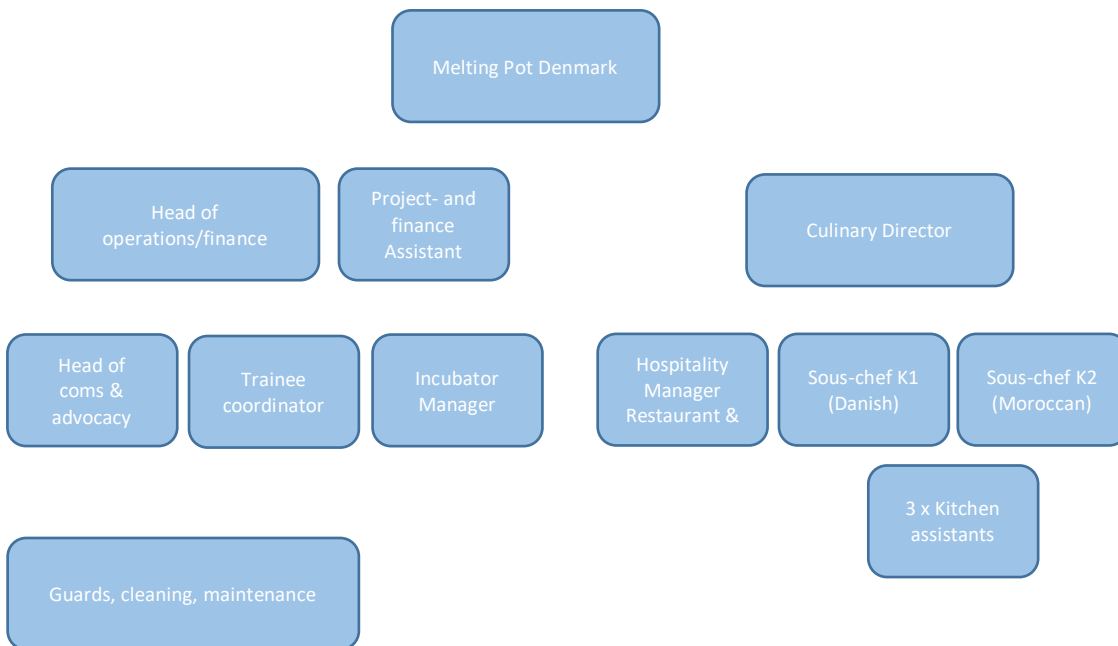 Melting Pot Denmark
Head of
operations/finance
Project- and
finance
Assistant
Culinary Director
Head of
coms &
advocacy
Trainee
coordinator
Incubator
Manager
Hospitality
Manager
Restaurant &
Sous-chef K1
(Danish)
Sous-chef K2
(Moroccan)
3 x Kitchen
assistants
Guards, cleaning, maintenance